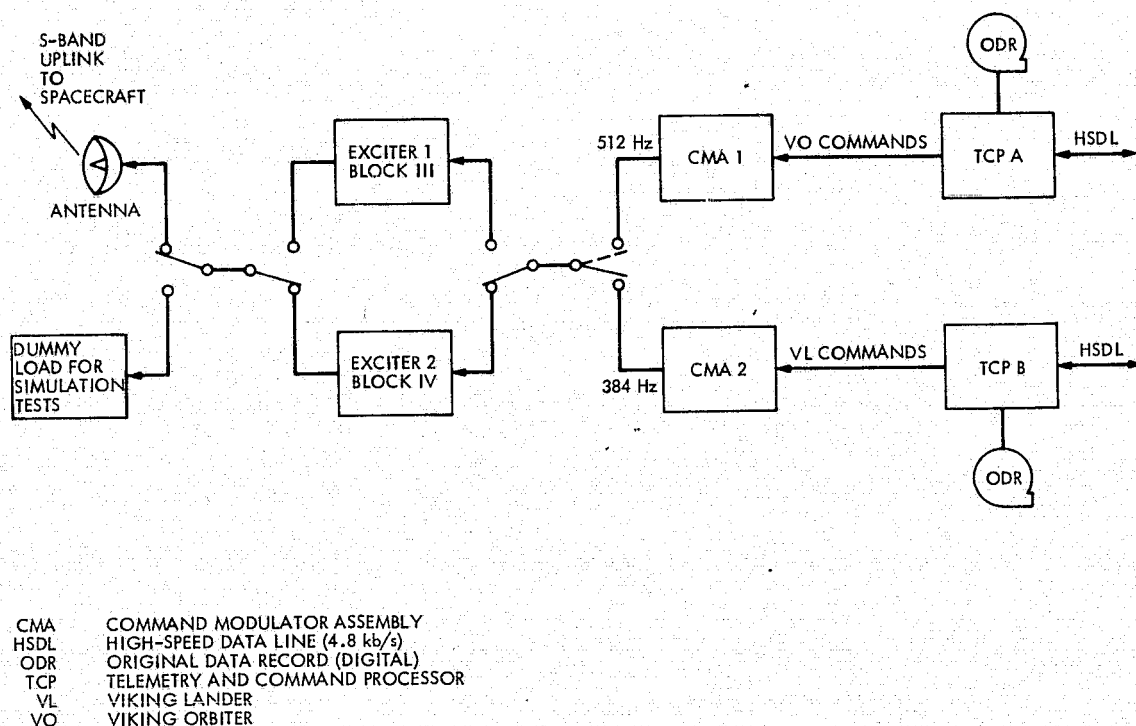 S-BAND
UPLINK
TO
SPACECRAFT
ANTENNA
DUMMY
LOAD FOR
SIMULATION
TESTS
EXCITER 1
BLOCK III
EXCITER 2
BLOCK IV
512 Hz
CMA 1
VO COMMANDS
TCP A
ODR
HSDL
384 Hz
CMA 2
VL COMMANDS
TCP B
HSDL
ODR
CMA COMMAND MODULATOR ASSEMBLY
HSDL HIGH-SPEED DATA LINE (4.8 kb/s)
ODR ORIGINAL DATA RECORD (DIGITAL)
TCP TELEMETRY AND COMMAND PROCESSOR
VL VIKING LANDER
VO VIKING ORBITER